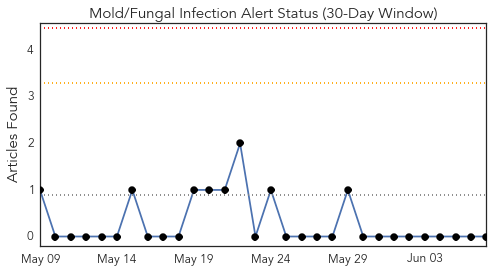 Mold/Fungal Infection Alert Status (30-Day Window)
Articles Found
4
3
2
1
0
May 09 May 14 May 19 May 24 May 29 Jun 03